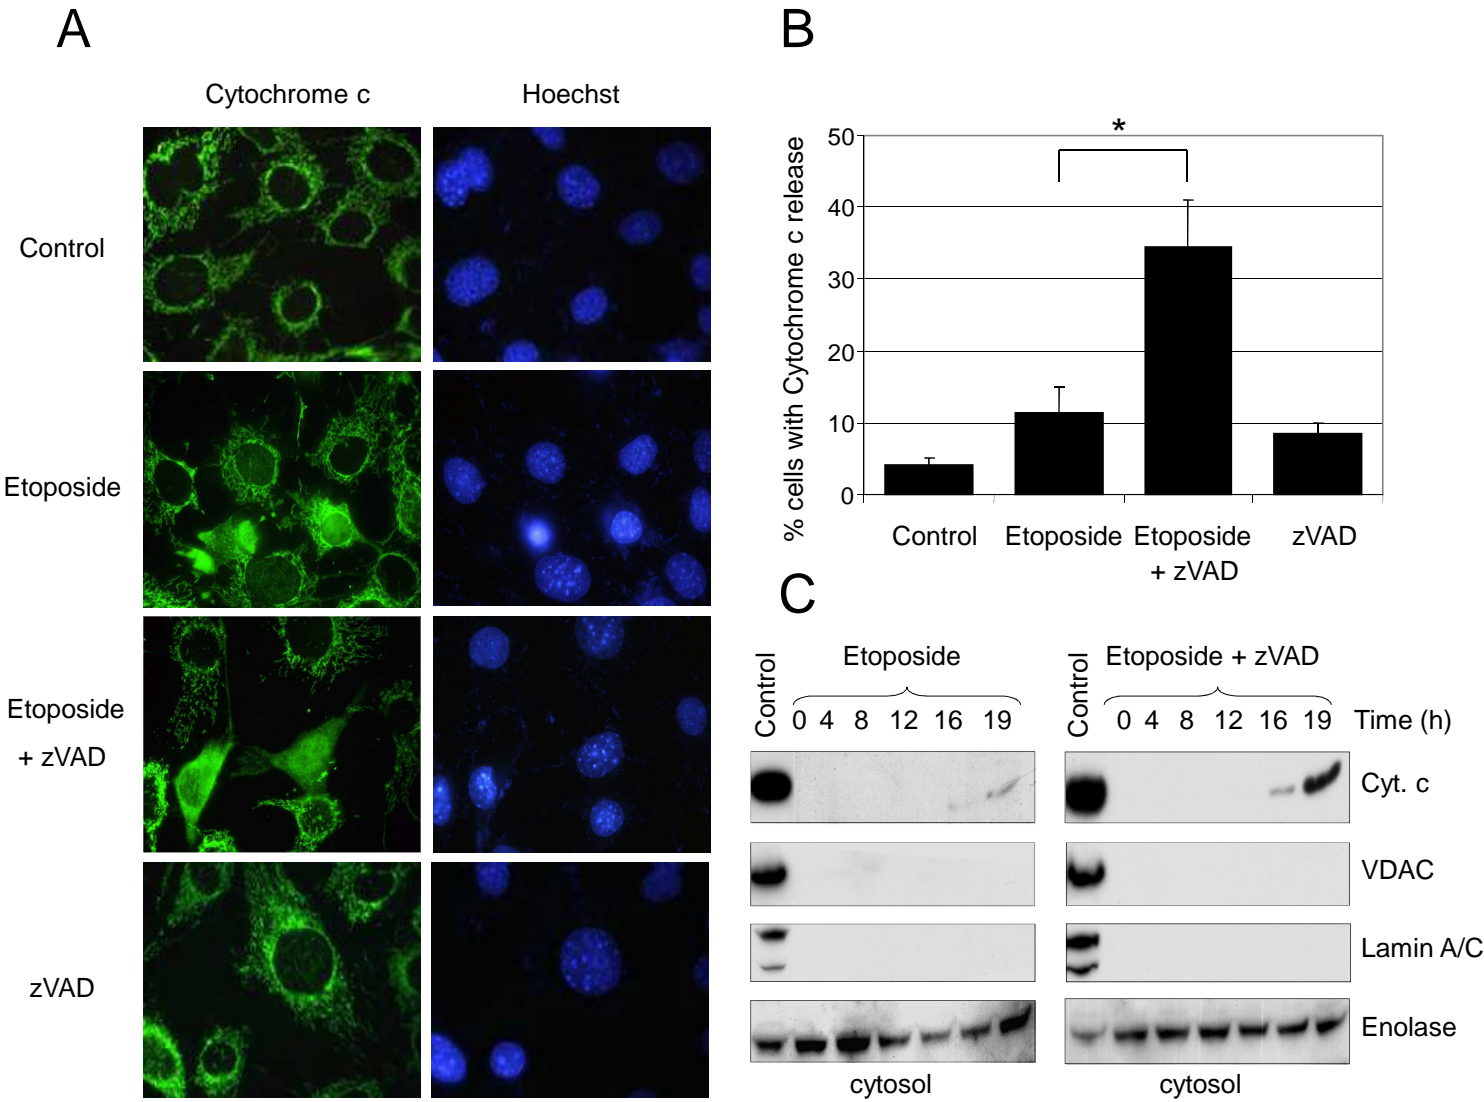 A
Cytochrome c
Hoechst
Control
Etoposide
Etoposide
+ zVAD
zVAD
B
% cells with Cytochrome c release
50
40
30
20
10
0
*
Control
Etoposide
Etoposide
+ zVAD
zVAD
C
Control
Etoposide
0 4 8 12 16 19
Control
Etoposide + zVAD
0 4 8 12 16 19
Time (h)
Cyt. c
VDAC
Lamin A/C
Enolase
cytosol
cytosol